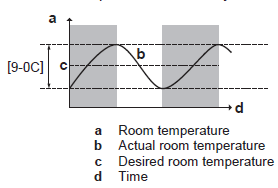 a
b
[9-0C]
c
d
a Room temperature
b Actual room temperature
c Desired room temperature
d Time